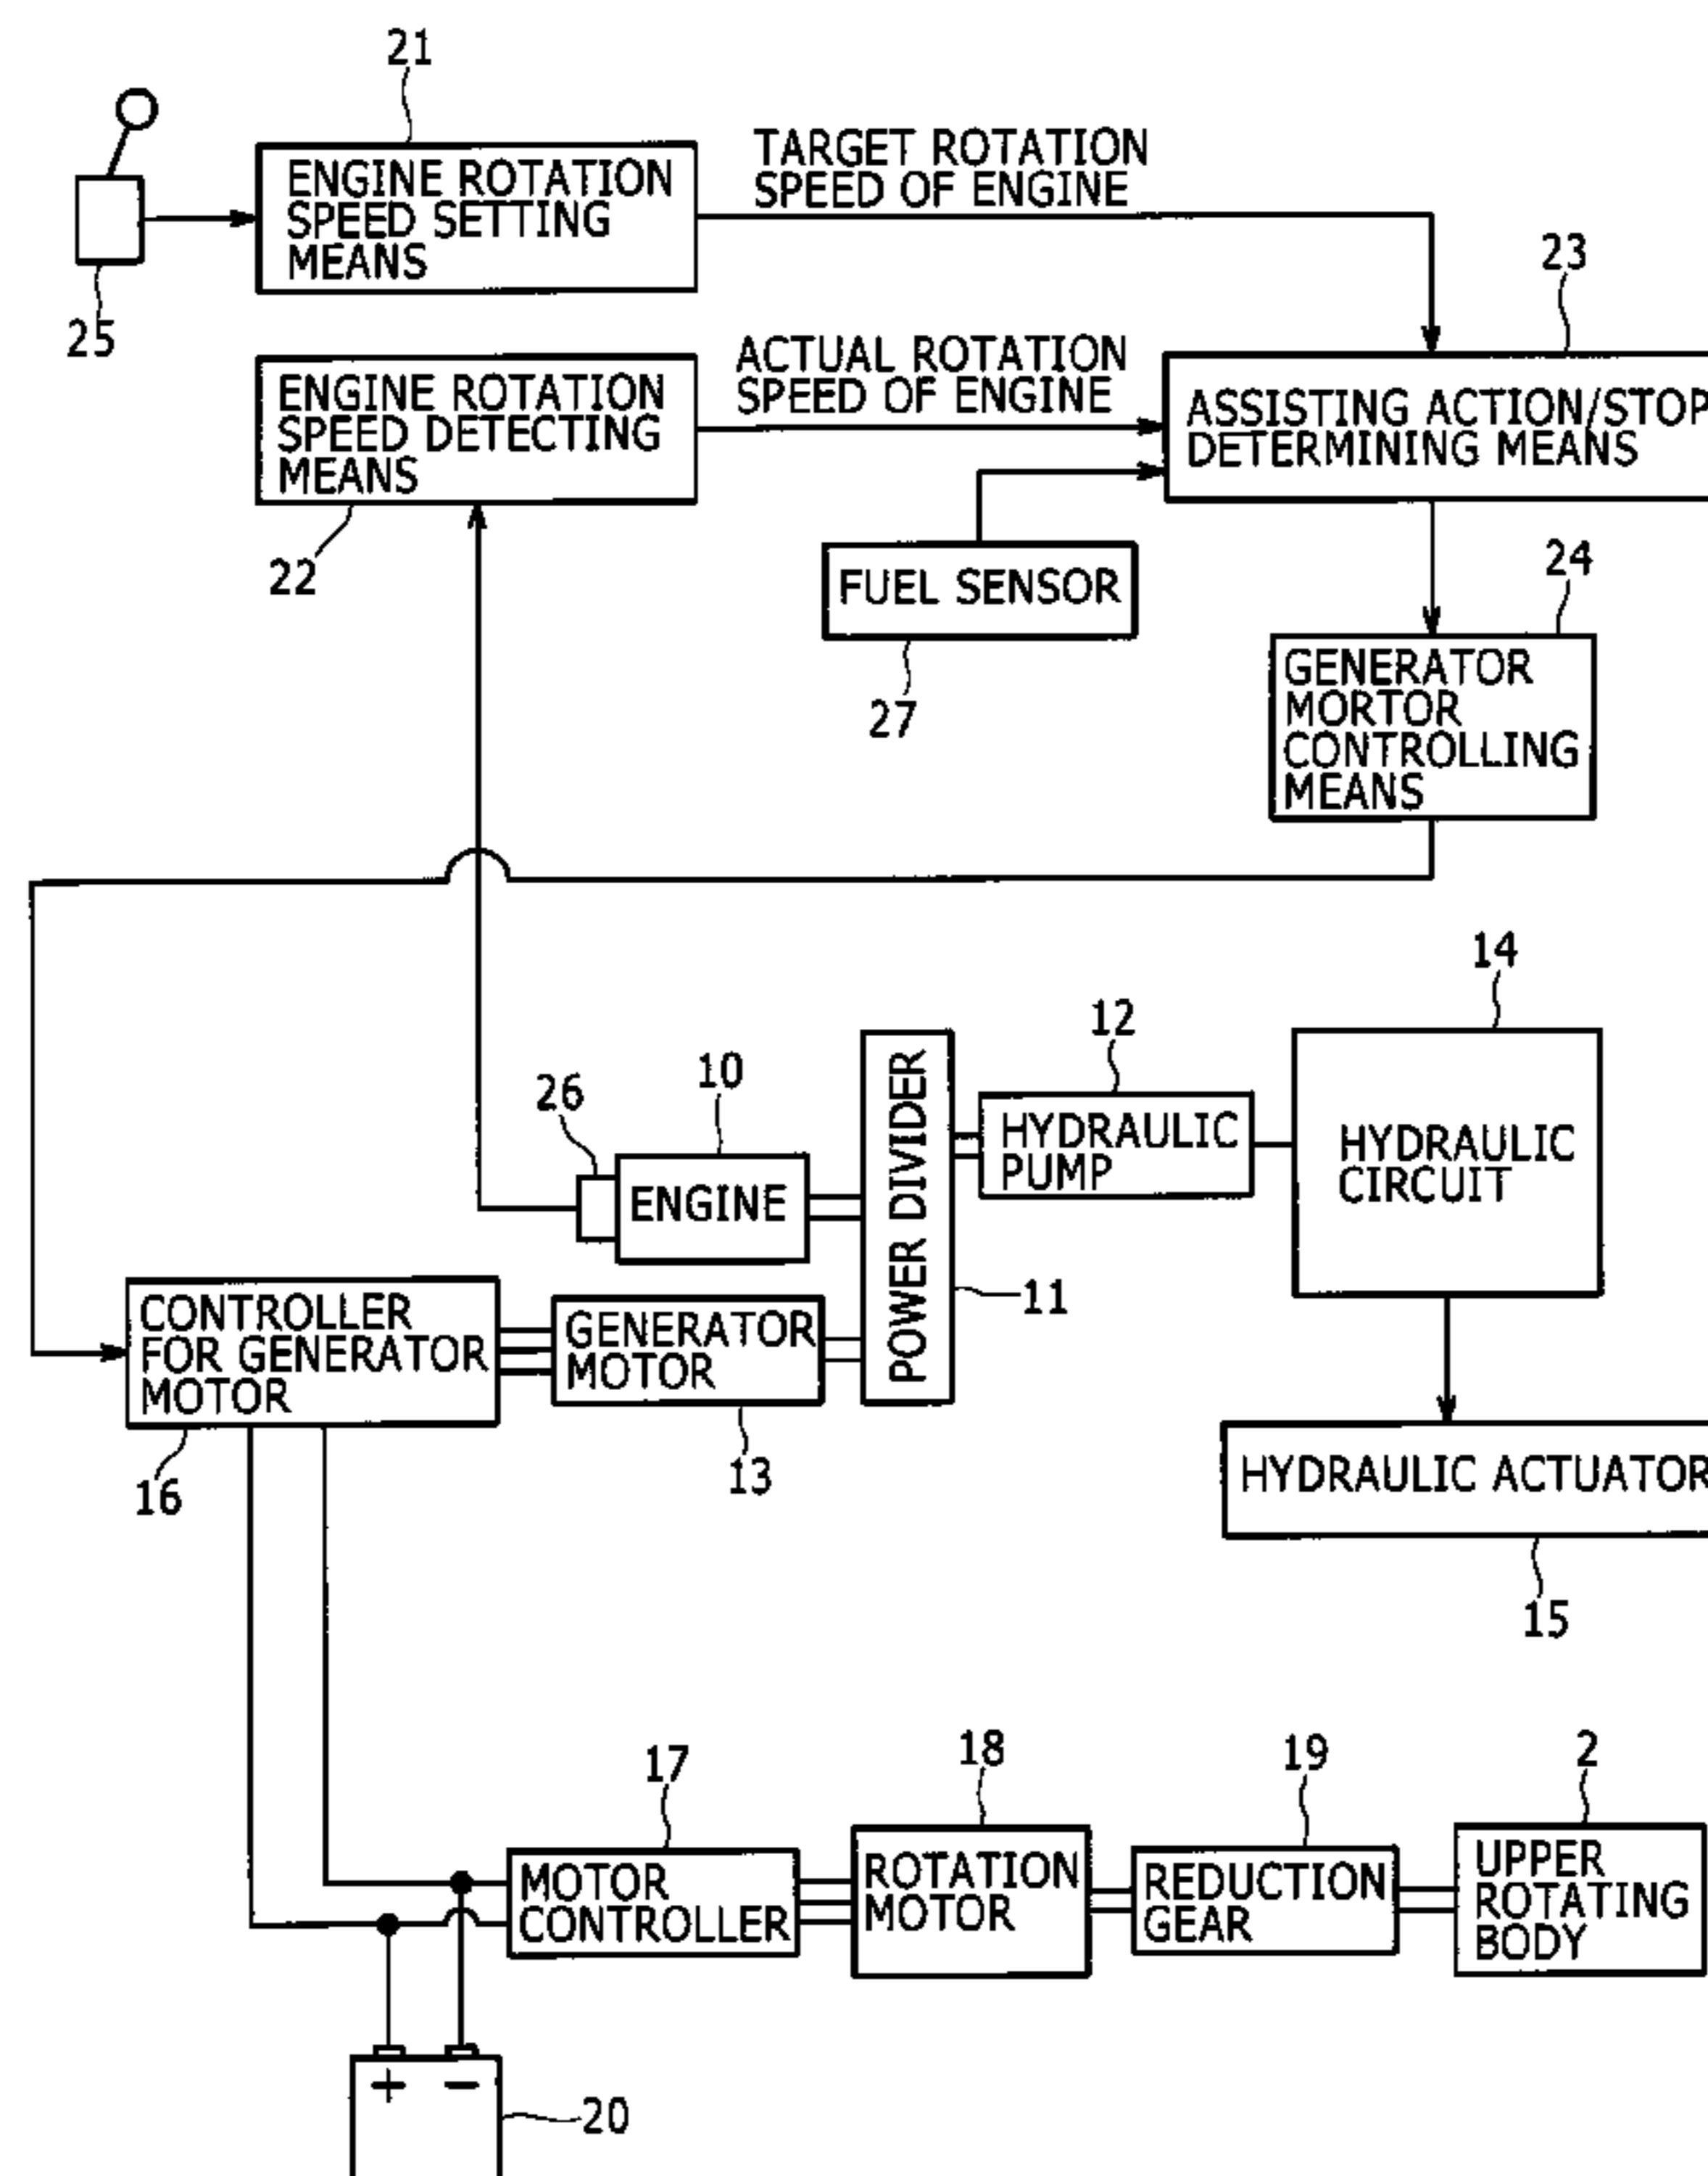 21
ENGINE ROTATION
SPEED SETTING
MEANS
TARGET ROTATION
SPEED OF ENGINE
25
23
ENGINE ROTATION
SPEED DETECTING
MEANS
ACTUAL ROTATION
SPEED OF ENGINE
ASSISTING ACTION/STOP
DETERMINING MEANS
22
FUEL SENSOR
27
24
GENERATOR
MORTOR
CONTROLLING
MEANS
14
12
10
26
ENGINE
POWER DIVIDER
HYDRAULIC
PUMP
HYDRAULIC
CIRCUIT
11
CONTROLLER
FOR GENERATOR
MOTOR
GENERATOR
MOTOR
16
13
HYDRAULIC ACTUATOR
15
17
18
19
2
MOTOR
CONTROLLER
ROTATION
MOTOR
REDUCTION
GEAR
UPPER
ROTATING
BODY
+ −
20